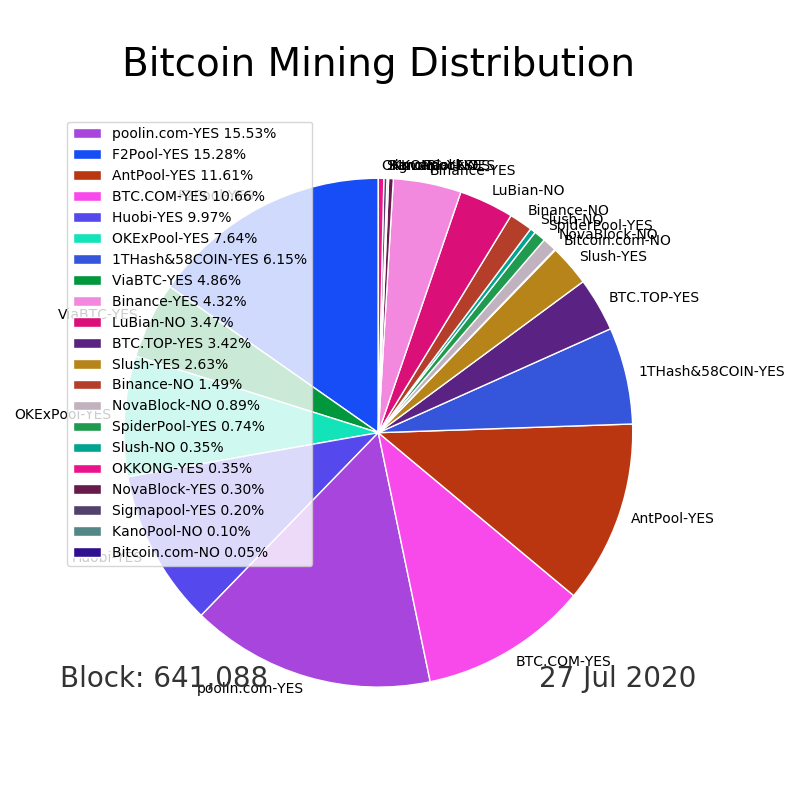 Bitcoin Mining Distribution
poolin.com-YES 15.53%
F2Pool-YES 15.28%
AntPool-YES 11.61%
BTC.COM-YES 10.66%
Huobi-YES 9.97%
OKExPool-YES 7.64%
1THash&58COIN-YES 6.15%
ViaBTC-YES 4.86%
Binance-YES 4.32%
LuBian-NO 3.47%
BTC.TOP-YES 3.42%
Slush-YES 2.63%
Binance-NO 1.49%
NovaBlock-NO 0.89%
SpiderPool-YES 0.74%
Slush-NO 0.35%
OKKONG-YES 0.35%
NovaBlock-YES 0.30%
Sigmapool-YES 0.20%
KanoPool-NO 0.10%
Bitcoin.com-NO 0.05%
Binance-YES
LuBian-NO
Binance-NO
Slush-NO
SpiderPool-YES
NovaBlock-NO
Bitcoin.com-NO
Slush-YES
BTC.TOP-YES
1THash&58COIN-YES
AntPool-YES
BTC.COM-YES
poolin.com-YES
Huobi-YES
OKExPool-YES
ViaBTC-YES
Block: 641,088
27 Jul 2020